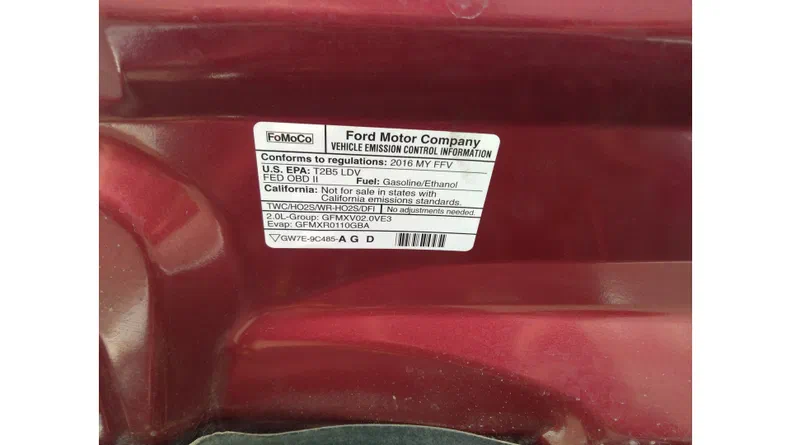 FoMoCo
Ford Motor Company
VEHICLE EMISSION CONTROL INFORMATION
Conforms to regulations: 2016 MY FFV
U.S. EPA: T2B5 LDV
FED OBD II Fuel: Gasoline/Ethanol
California: Not for sale in states with
California emissions standards.
TWC/HO2S/WR-HO2S/DFI No adjustments needed.
2.0L-Group: GFMXV02.0VE3
Evap: GFMXR0110GBA
GW7E-9C485-A G D